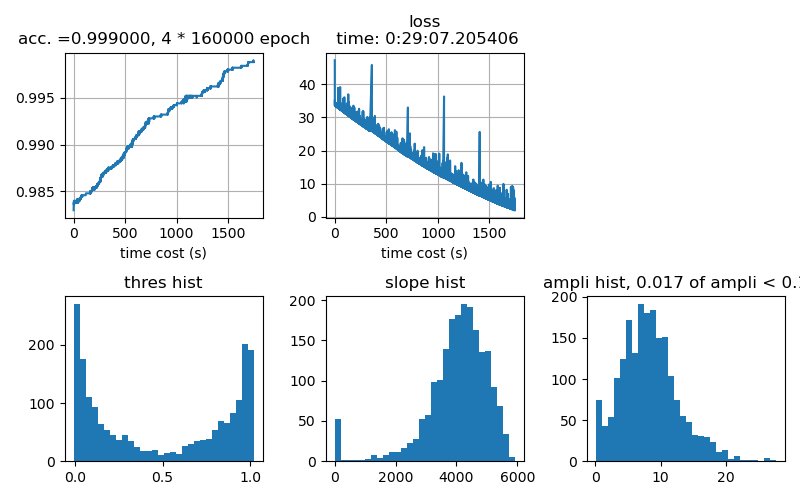 acc. =0.999000, 4 * 160000 epoch
0.995
0.990
0.985
0 500 1000 1500
time cost (s)
loss
time: 0:29:07.205406
40
30
20
10
0
0 500 1000 1500
time cost (s)
thres hist
200
100
0
0.0 0.5 1.0
slope hist
200
150
100
50
0
0 2000 4000 6000
ampli hist, 0.017 of ampli < 0.
200
150
100
50
0
0 10 20